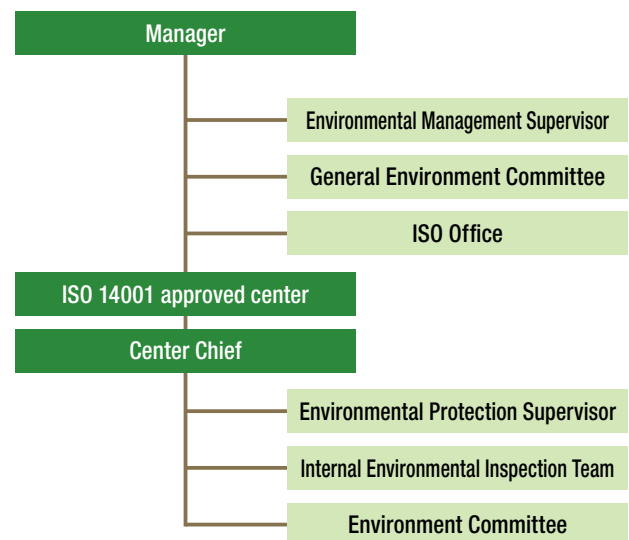 Manager
Environmental Management Supervisor
General Environment Committee
ISO Office
ISO 14001 approved center
Center Chief
Environmental Protection Supervisor
Internal Environmental Inspection Team
Environment Committee